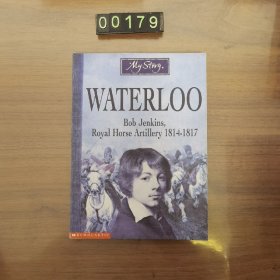 00179
My Story.
WATERLOO
Bob Jenkins,
Royal Horse Artillery 1814-1817
SCHOLASTIC